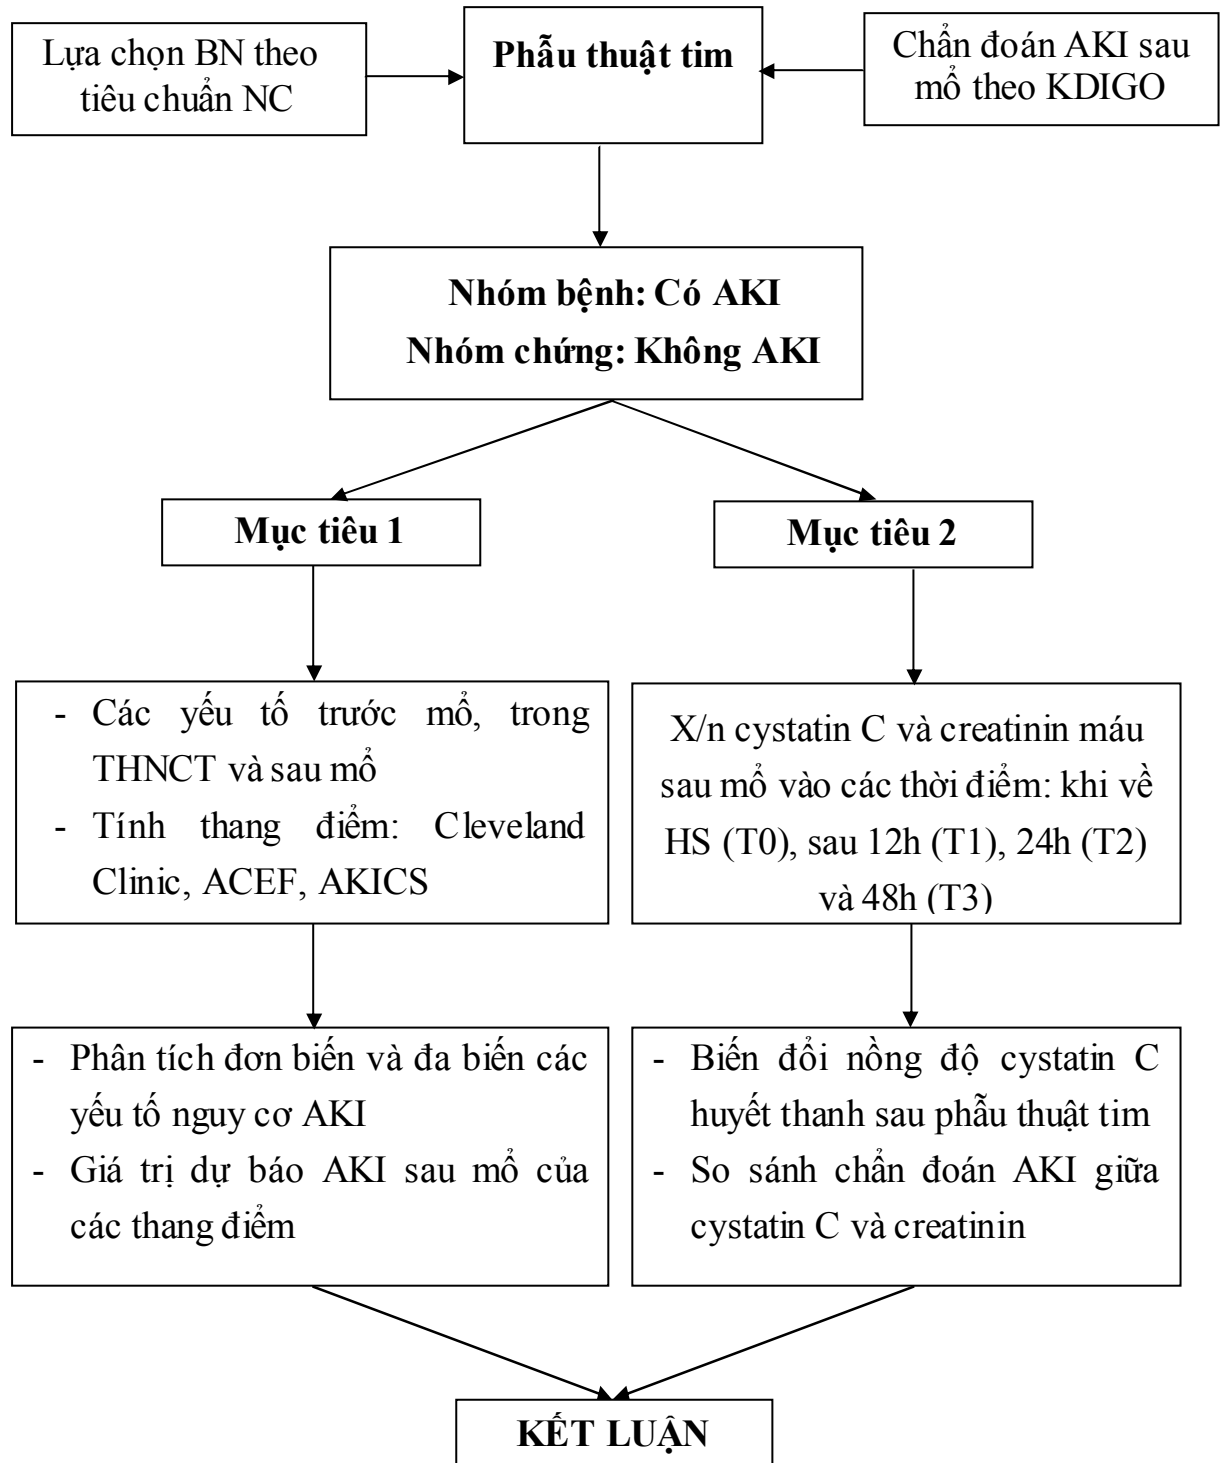 Lựa chọn BN theo
tiêu chuẩn NC
Phẫu thuật tim
Chẩn đoán AKI sau
mổ theo KDIGO
Nhóm bệnh: Có AKI
Nhóm chứng: Không AKI
Mục tiêu 1
Mục tiêu 2
- Các yếu tố trước mổ, trong
THNCT và sau mổ
- Tính thang điểm: Cleveland
Clinic, ACEF, AKICS
X/n cystatin C và creatinin máu
sau mổ vào các thời điểm: khi về
HS (T0), sau 12h (T1), 24h (T2)
và 48h (T3)
- Phân tích đơn biến và đa biến các
yếu tố nguy cơ AKI
- Giá trị dự báo AKI sau mổ của
các thang điểm
- Biến đổi nồng độ cystatin C
huyết thanh sau phẫu thuật tim
- So sánh chẩn đoán AKI giữa
cystatin C và creatinin
KẾT LUẬN